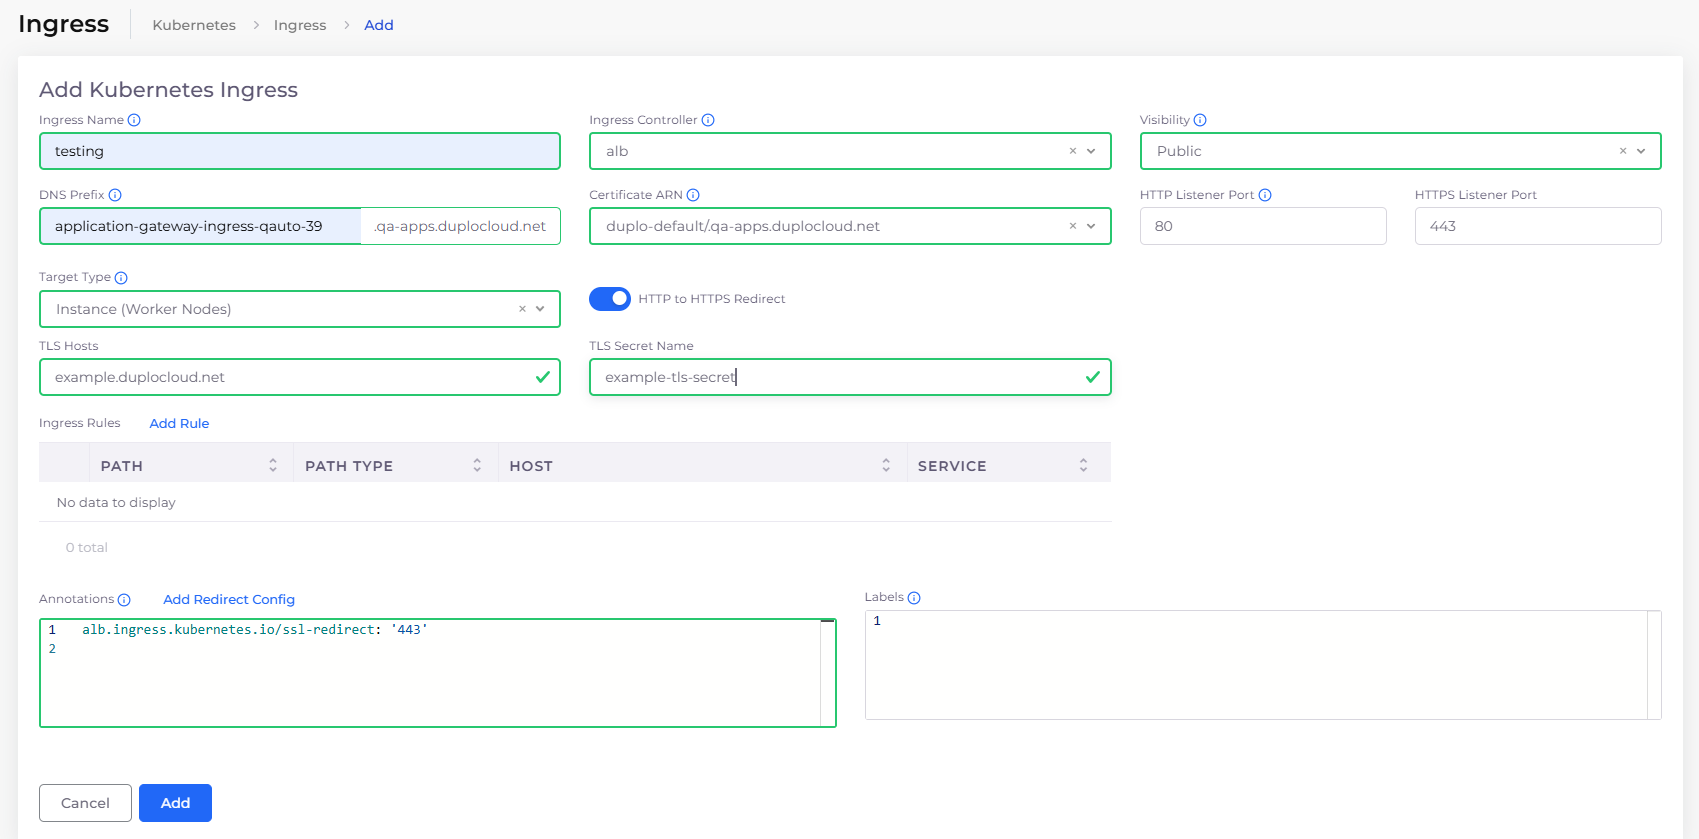 Ingress
Kubernetes > Ingress > Add
Add Kubernetes Ingress
Ingress Name
testing
Ingress Controller
alb
Visibility
Public
DNS Prefix
application-gateway-ingress-qauto-39 .qa-apps.duplocloud.net
Certificate ARN
duplo-default/.qa-apps.duplocloud.net
HTTP Listener Port
80
HTTPS Listener Port
443
Target Type
Instance (Worker Nodes)
HTTP to HTTPS Redirect
TLS Hosts
example.duplocloud.net
TLS Secret Name
example-tls-secret
Ingress Rules Add Rule
PATH PATH TYPE HOST SERVICE
No data to display
0 total
Annotations Add Redirect Config
1 alb.ingress.kubernetes.io/ssl-redirect: '443'
2
Labels
1
Cancel Add